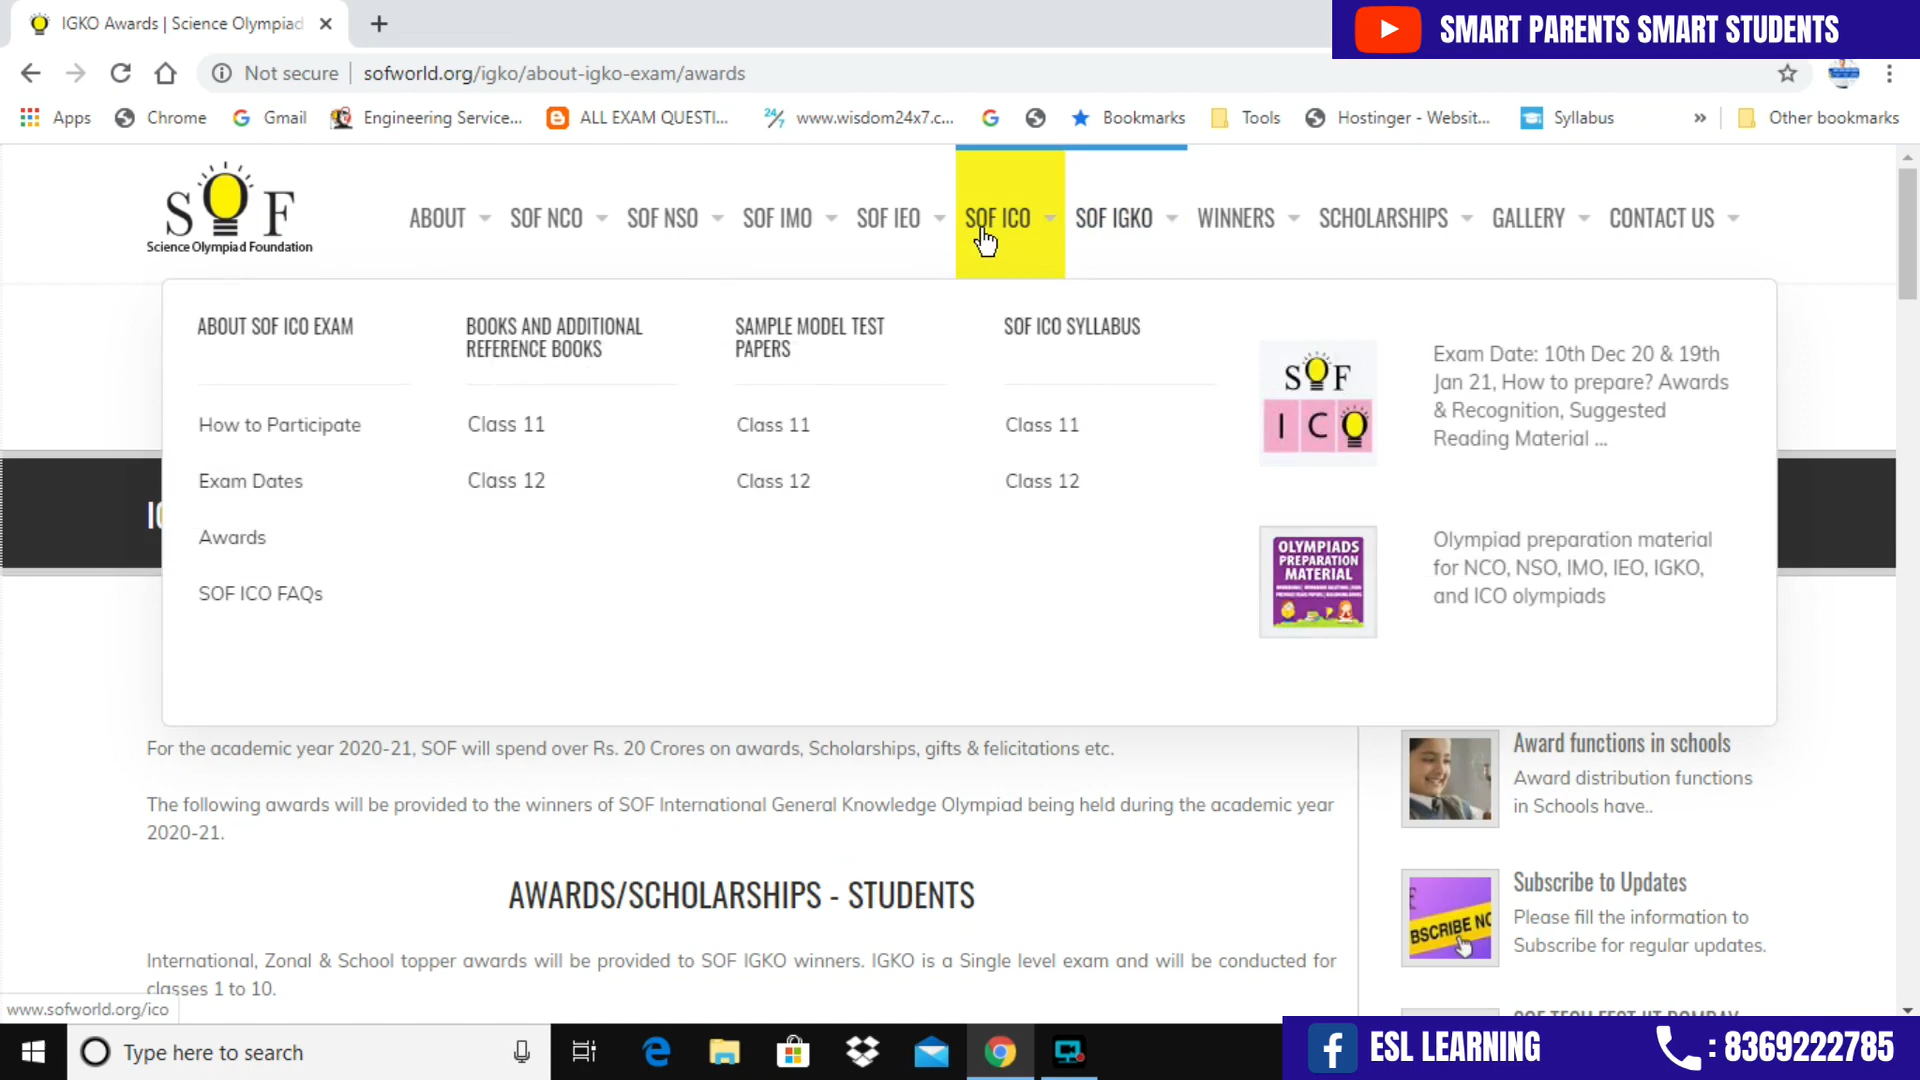 IGKO Awards | Science Olympiad
SMART PARENTS SMART STUDENTS
Not secure
sofworld.org/igko/about-igko-exam/awards
Apps
Chrome
Gmail
Engineering Service...
ALL EXAM QUESTI...
www.wisdom24x7.c...
Bookmarks
Tools
Hostinger - Websit...
Syllabus
Other bookmarks
SOF
Science Olympiad Foundation
ABOUT
SOF NCO
SOF NSO
SOF IMO
SOF IEO
SOF ICO
SOF IGKO
WINNERS
SCHOLARSHIPS
GALLERY
CONTACT US
ABOUT SOF ICO EXAM
How to Participate
Exam Dates
Awards
SOF ICO FAQs
BOOKS AND ADDITIONAL
REFERENCE BOOKS
Class 11
Class 12
SAMPLE MODEL TEST
PAPERS
Class 11
Class 12
SOF ICO SYLLABUS
Class 11
Class 12
SOF
ICO
Exam Date: 10th Dec 20 & 19th
Jan 21, How to prepare? Awards
& Recognition, Suggested
Reading Material ...
OLYMPIADS
PREPARATION
MATERIAL
Olympiad preparation material
for NCO, NSO, IMO, IEO, IGKO,
and ICO olympiads
For the academic year 2020-21, SOF will spend over Rs. 20 Crores on awards, Scholarships, gifts & felicitations etc.
The following awards will be provided to the winners of SOF International General Knowledge Olympiad being held during the academic year
2020-21.
AWARDS/SCHOLARSHIPS - STUDENTS
International, Zonal & School topper awards will be provided to SOF IGKO winners. IGKO is a Single level exam and will be conducted for
classes 1 to 10.
Award functions in schools
Award distribution functions
in Schools have..
BSCRIBE NO
Subscribe to Updates
Please fill the information to
Subscribe for regular updates.
www.sofworld.org/ico
Type here to search
ESL LEARNING
: 8369222785